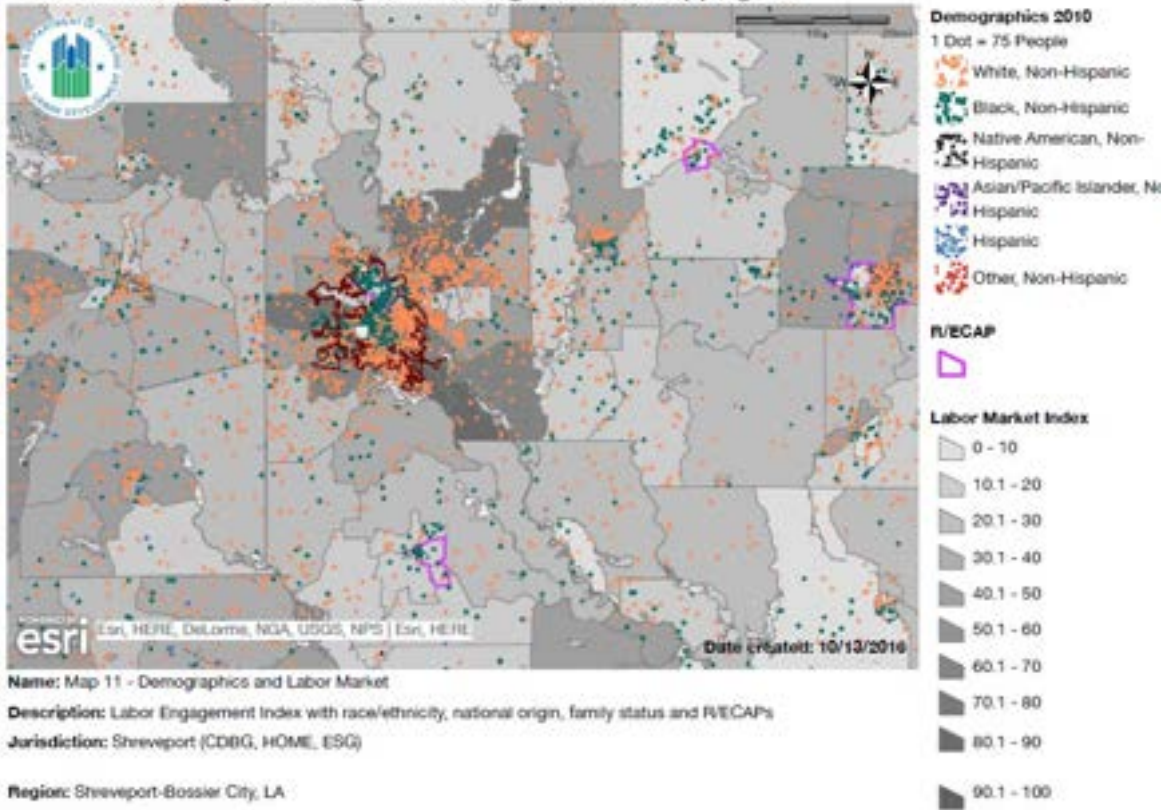 Demographics 2010
1 Dot = 75 People
White, Non-Hispanic
Black, Non-Hispanic
Native American, Non-
Hispanic
Asian/Pacific Islander, No
Hispanic
Hispanic
Other, Non-Hispanic
R/ECAP
Labor Market Index
0 - 10
10.1 - 20
20.1 - 30
30.1 - 40
40.1 - 50
50.1 - 60
60.1 - 70
70.1 - 80
80.1 - 90
90.1 - 100
esri
Esri, HERE, DeLorme, NGA, USGS, NPS | Esri, HERE
Date created: 10/13/2016
Name: Map 11 - Demographics and Labor Market
Description: Labor Engagement Index with race/ethnicity, national origin, family status and R/ECAPs
Jurisdiction: Shreveport (CDBG, HOME, ESG)
Region: Shreveport-Bossier City, LA